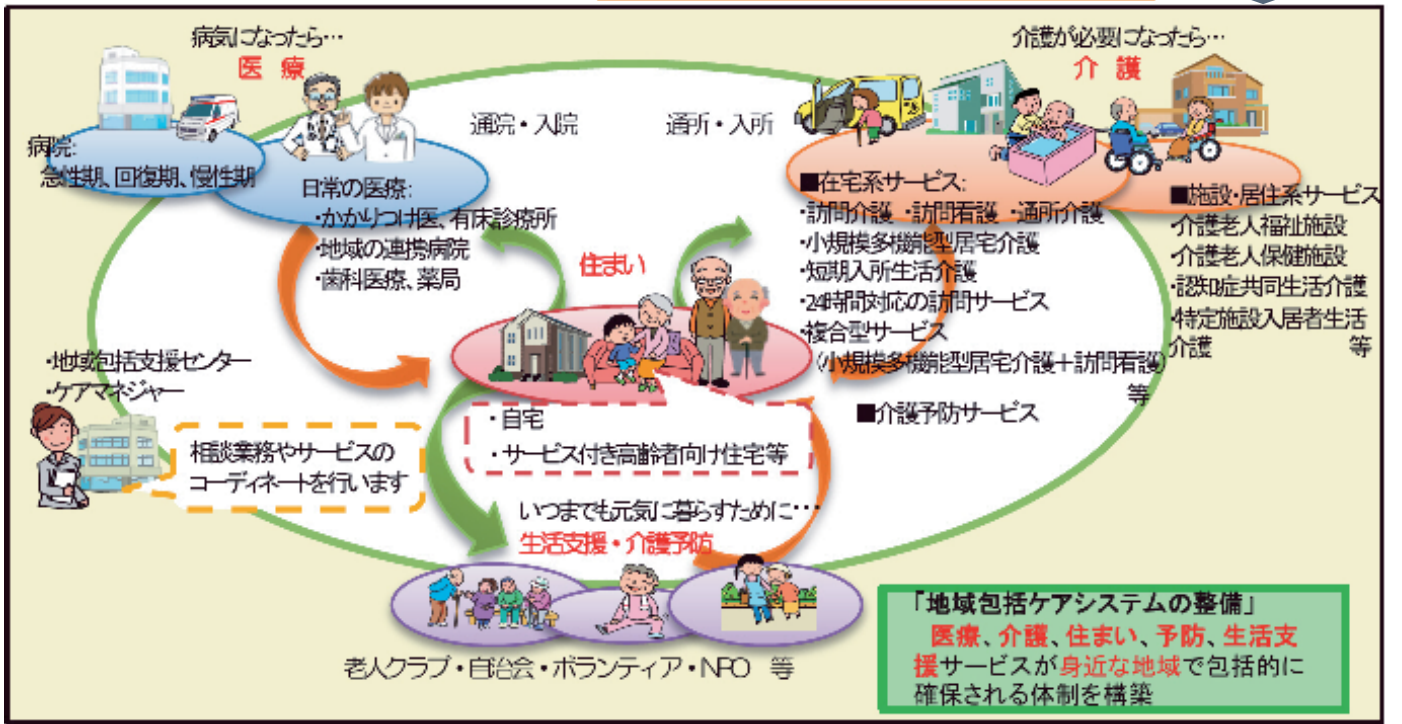 病気になったら…
医 療
病院:
急性期、回復期、慢性期
日常の医療:
・かかりつけ医、有床診療所
・地域の連携病院
・歯科医療、薬局
通院・入院
通所・入所
介護が必要になったら…
介 護
■在宅系サービス:
・訪問介護 ・訪問看護 ・通所介護
・小規模多機能型居宅介護
・短期入所生活介護
・24時間対応の訪問サービス
・複合型サービス
(小規模多機能型居宅介護+訪問看護)
等
■介護予防サービス
■施設・居住系サービス
・介護老人福祉施設
・介護老人保健施設
・認知症共同生活介護
・特定施設入居者生活
介護 等
住まい
・自宅
・サービス付き高齢者向け住宅等
・地域包括支援センター
・ケアマネジャー
相談業務やサービスの
コーディネートを行います
いつまでも元気に暮らすために…
生活支援・介護予防
老人クラブ・自治会・ボランティア・NPO 等
「地域包括ケアシステムの整備」
医療、介護、住まい、予防、生活支
援サービスが身近な地域で包括的に
確保される体制を構築